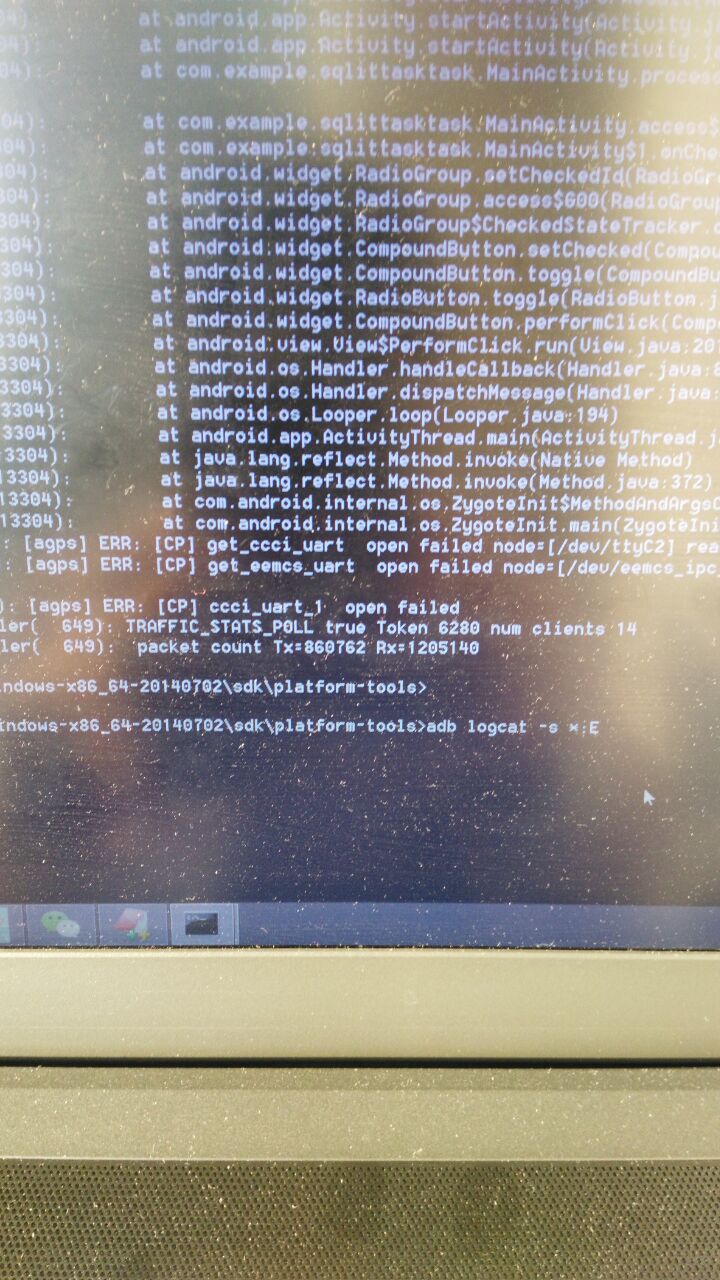 at android.app.Activity.startActivity(Activity.j
04): at android.app.Activity.startActivity(Activity.j
04): at com.example.sqlittasktask.MainActivity.proces
04): at com.example.sqlittasktask.MainActivity.access$
04): at com.example.sqlittasktask.MainActivity$1.onChe
04): at android.widget.RadioGroup.setCheckedId(RadioGr
304): at android.widget.RadioGroup.access$600(RadioGroup
304): at android.widget.RadioGroup$CheckedStateTracker.
304): at android.widget.CompoundButton.setChecked(Compou
304): at android.widget.CompoundButton.toggle(CompoundBu
3304): at android.widget.RadioButton.toggle(RadioButton.j
3304): at android.widget.CompoundButton.performClick(Comp
3304): at android.view.View$PerformClick.run(View.java:201
3304): at android.os.Handler.handleCallback(Handler.java:8
3304): at android.os.Handler.dispatchMessage(Handler.java:
3304): at android.os.Looper.loop(Looper.java:194)
3304): at android.app.ActivityThread.main(ActivityThread.j
3304): at java.lang.reflect.Method.invoke(Native Method)
13304): at java.lang.reflect.Method.invoke(Method.java:372)
13304): at com.android.internal.os.ZygoteInit$MethodAndArgsC
13304): at com.android.internal.os.ZygoteInit.main(ZygoteIni
: [agps] ERR: [CP] get_ccci_uart open failed node=[/dev/ttyC2] rea
: [agps] ERR: [CP] get_eemcs_uart open failed node=[/dev/eemcs_ipc_
): [agps] ERR: [CP] ccci_uart_1 open failed
ler( 649): TRAFFIC_STATS_POLL true Token 6280 num clients 14
ler( 649): packet count Tx=860762 Rx=1205140
indows-x86_64-20140702\sdk\platform-tools>
indows-x86_64-20140702\sdk\platform-tools>adb logcat -s *:E